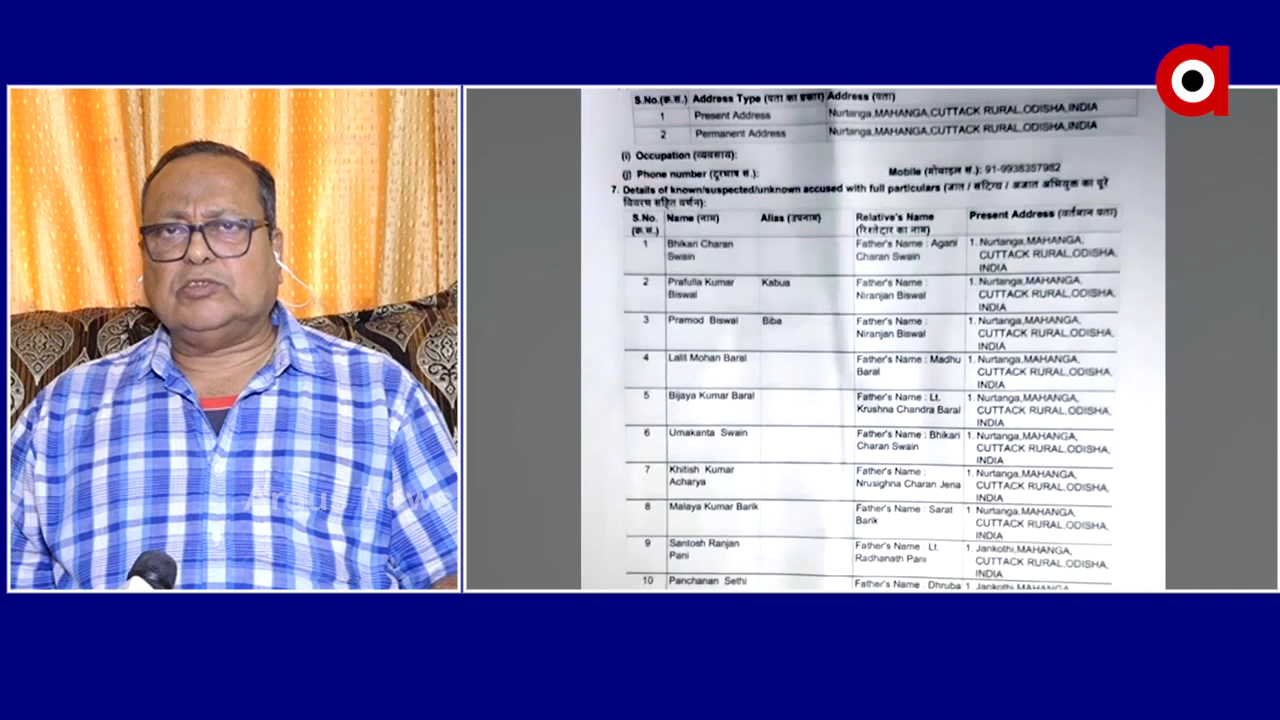 S.No.(क्र.सं.) Address Type (पता का प्रकार) Address (पता)
1 Present Address Nurtanga,MAHANGA,CUTTACK RURAL,ODISHA,INDIA
2 Permanent Address Nurtanga,MAHANGA,CUTTACK RURAL,ODISHA,INDIA
(i) Occupation (व्यवसाय):
(j) Phone number (दूरभाष सं.): Mobile (मोबाइल सं.): 91-9938357982
7. Details of known/suspected/unknown accused with full particulars (ज्ञात / संदिग्ध / अज्ञात अभियुक्त का पूरे
विवरण सहित वर्णन):
S.No. Name (नाम) Alias (उपनाम) Relative's Name Present Address (वर्तमान पता)
(क्र.सं.) (रिश्तेदार का नाम)
1 Bhikari Charan Father's Name : Agani 1. Nurtanga,MAHANGA,
Swain Charan Swain CUTTACK RURAL,ODISHA,
INDIA
2 Prafulla Kumar Kabua Father's Name : 1. Nurtanga,MAHANGA,
Biswal Niranjan Biswal CUTTACK RURAL,ODISHA,
INDIA
3 Pramod Biswal Biba Father's Name : 1. Nurtanga,MAHANGA,
Niranjan Biswal CUTTACK RURAL,ODISHA,
INDIA
4 Lalit Mohan Baral Father's Name : Madhu 1. Nurtanga,MAHANGA,
Baral CUTTACK RURAL,ODISHA,
INDIA
5 Bijaya Kumar Baral Father's Name : Lt. 1. Nurtanga,MAHANGA,
Krushna Chandra Baral CUTTACK RURAL,ODISHA,
INDIA
6 Umakanta Swain Father's Name : Bhikari 1. Nurtanga,MAHANGA,
Charan Swain CUTTACK RURAL,ODISHA,
INDIA
7 Khitish Kumar Father's Name : 1. Nurtanga,MAHANGA,
Acharya Nrusighna Charan Jena CUTTACK RURAL,ODISHA,
INDIA
8 Malaya Kumar Barik Father's Name : Sarat 1. Nurtanga,MAHANGA,
Barik CUTTACK RURAL,ODISHA,
INDIA
9 Santosh Ranjan Father's Name : Lt. 1. Jankothi,MAHANGA,
Pani Radhanath Pani CUTTACK RURAL,ODISHA,
INDIA
10 Panchanan Sethi Father's Name : Dhruba 1. Jankothi,MAHANGA,